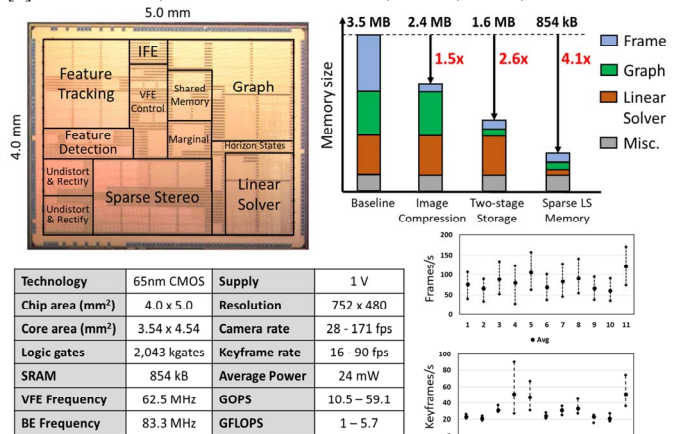 5.0 mm
4.0 mm
Feature
Tracking
IFE
VFE
Control
Shared
Memory
Graph
Feature
Detection
Marginal
Horizon States
Undistort
& Rectify
Undistort
& Rectify
Sparse Stereo
Linear
Solver
Memory size
3.5 MB 2.4 MB 1.6 MB 854 kB
1.5x 2.6x 4.1x
Frame
Graph
Linear
Solver
Misc.
Baseline Image Two-stage Sparse LS
Compression Storage Memory
Technology 65nm CMOS Supply 1 V
Chip area (mm²) 4.0 x 5.0 Resolution 752 x 480
Core area (mm²) 3.54 x 4.54 Camera rate 28 - 171 fps
Logic gates 2,043 kgates Keyframe rate 16 - 90 fps
SRAM 854 kB Average Power 24 mW
VFE Frequency 62.5 MHz GOPS 10.5 – 59.1
BE Frequency 83.3 MHz GFLOPS 1 – 5.7
Frames/s
200
150
100
50
0
1 2 3 4 5 6 7 8 9 10 11
Avg
Keyframes/s
100
80
60
40
20